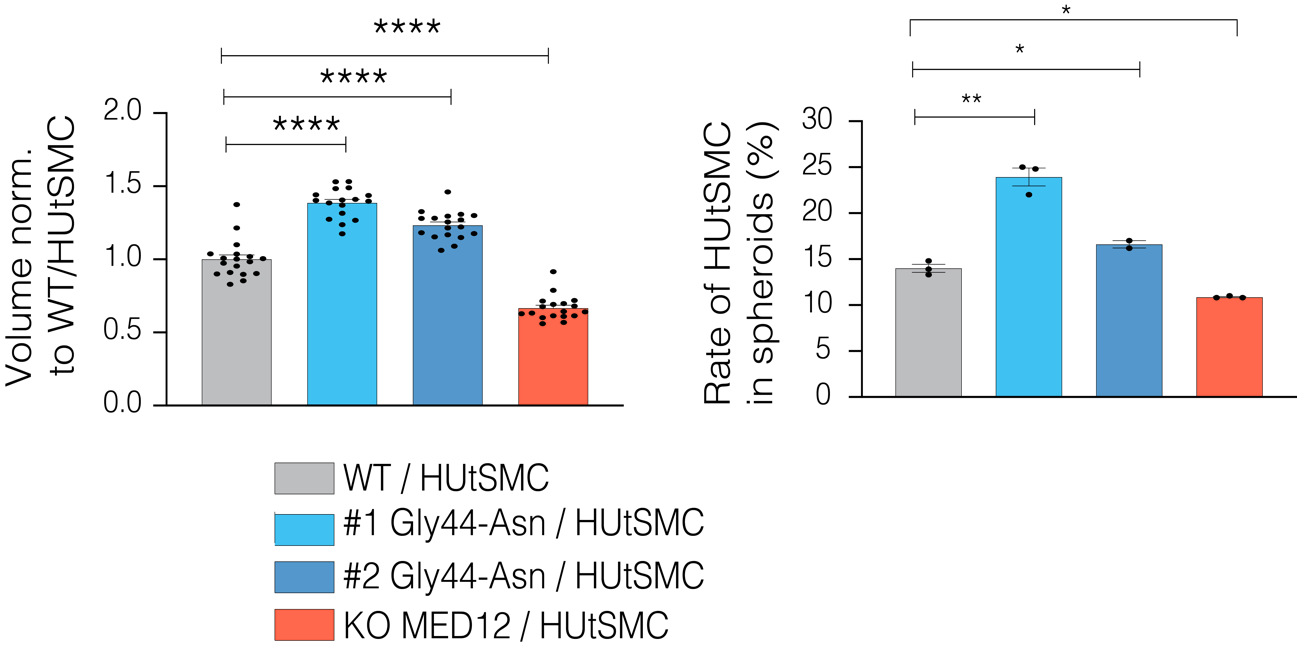 ****
****
****
Volume norm.
to WT/HUtSMC
2.0
1.5
1.0
0.5
0.0
*
*
**
Rate of HUtSMC
in spheroids (%)
30
25
20
15
10
5
0
WT / HUtSMC
#1 Gly44-Asn / HUtSMC
#2 Gly44-Asn / HUtSMC
KO MED12 / HUtSMC